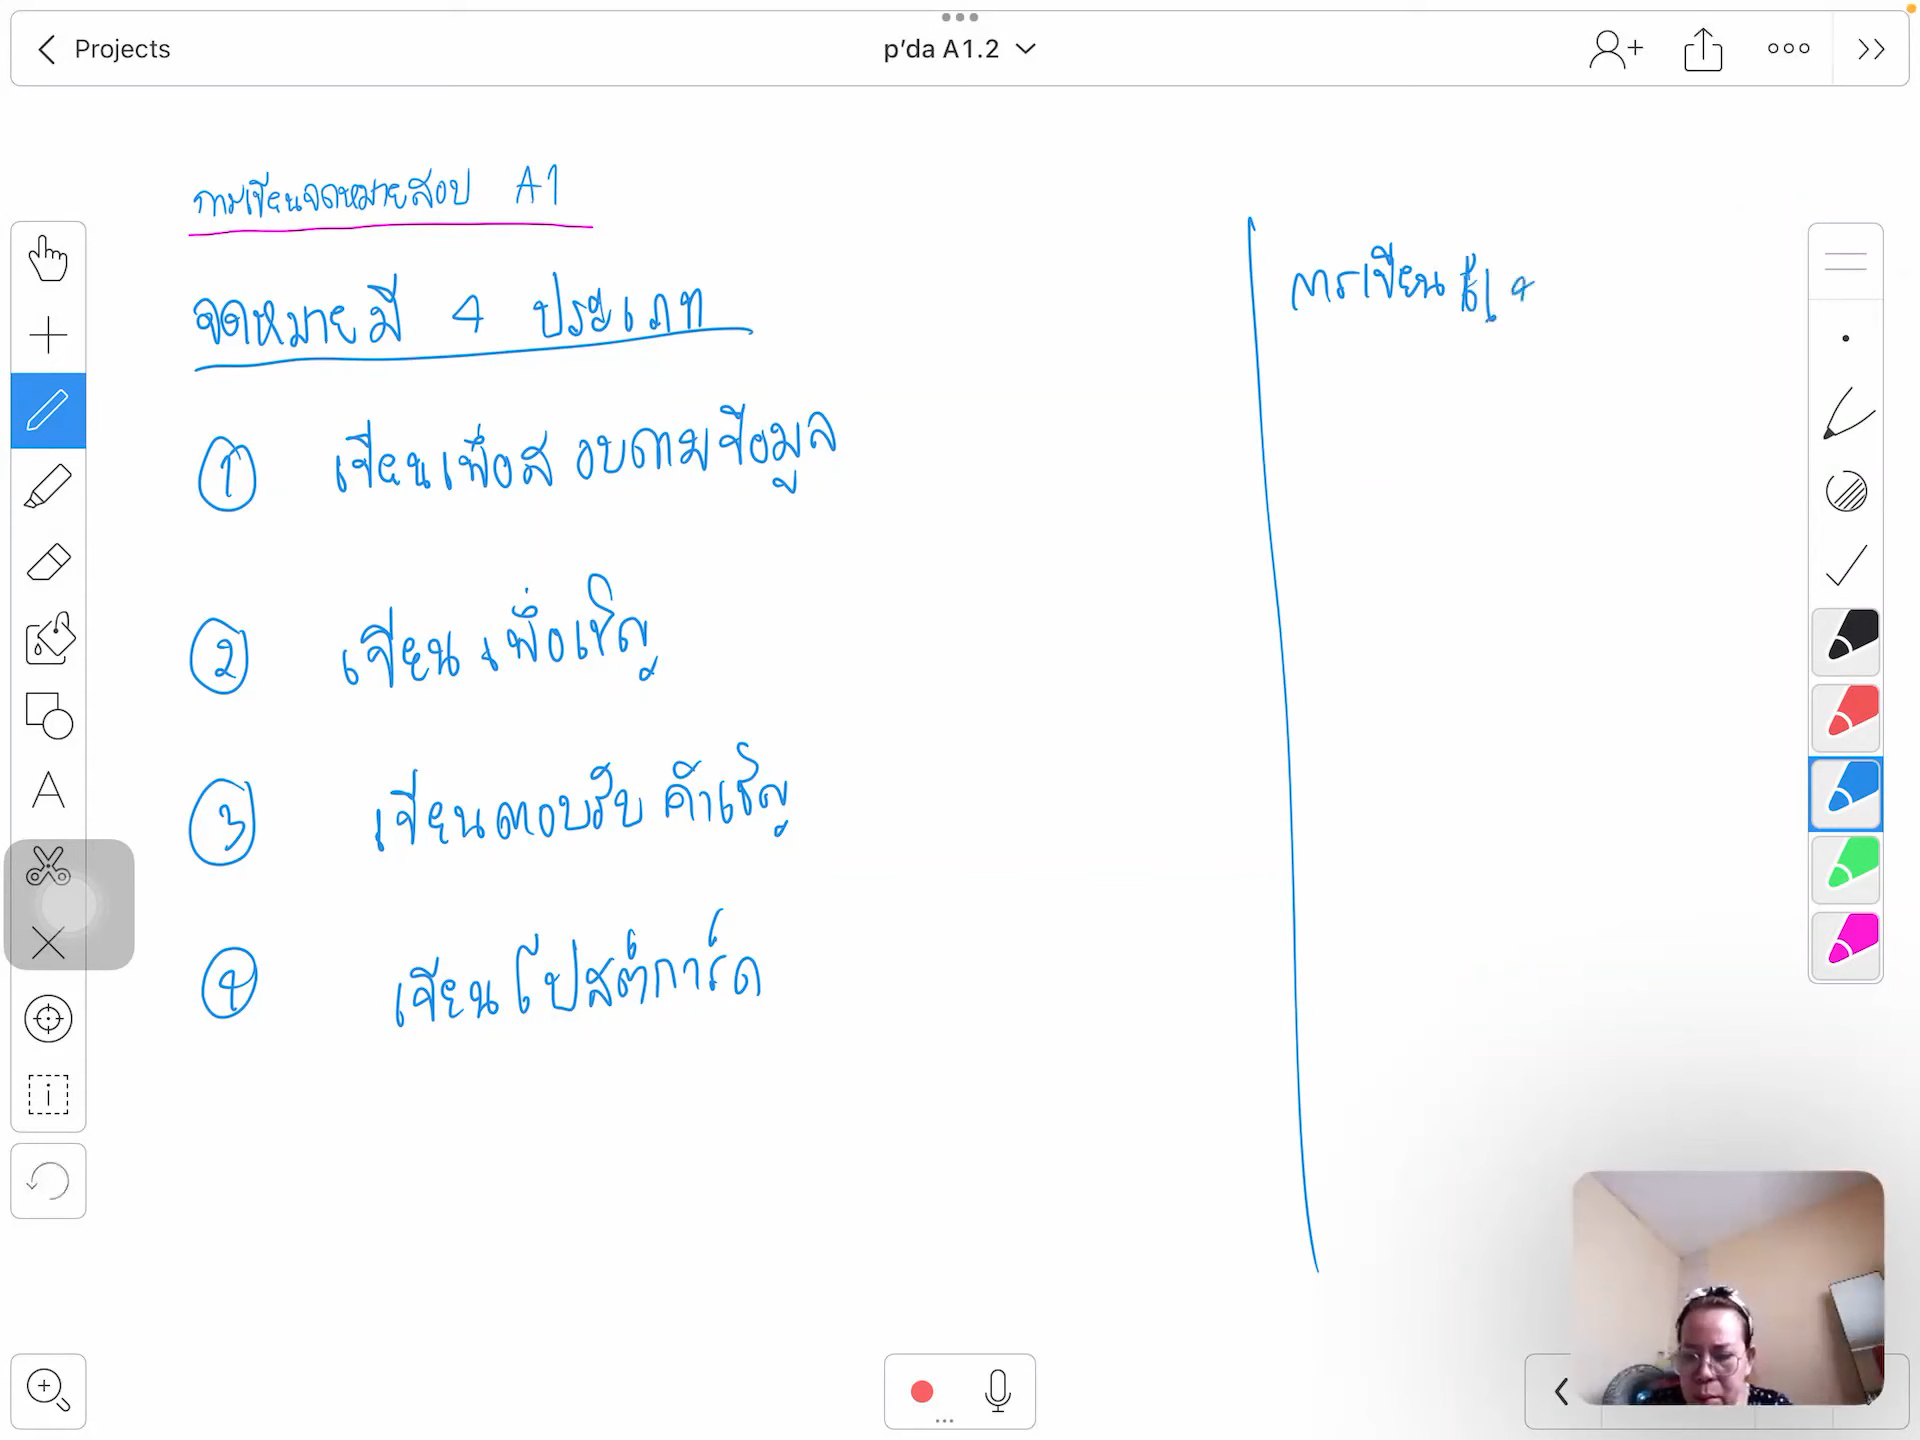 Projects
p'da A1.2
การเขียนจดหมายสอบ A1
จดหมายมี 4 ประเภท
1 เขียนเพื่อสอบถามข้อมูล
2 เขียนเพื่อเชิญ
3 เขียนตอบรับคำเชิญ
4 เขียนโปสต์การ์ด
การเขียน